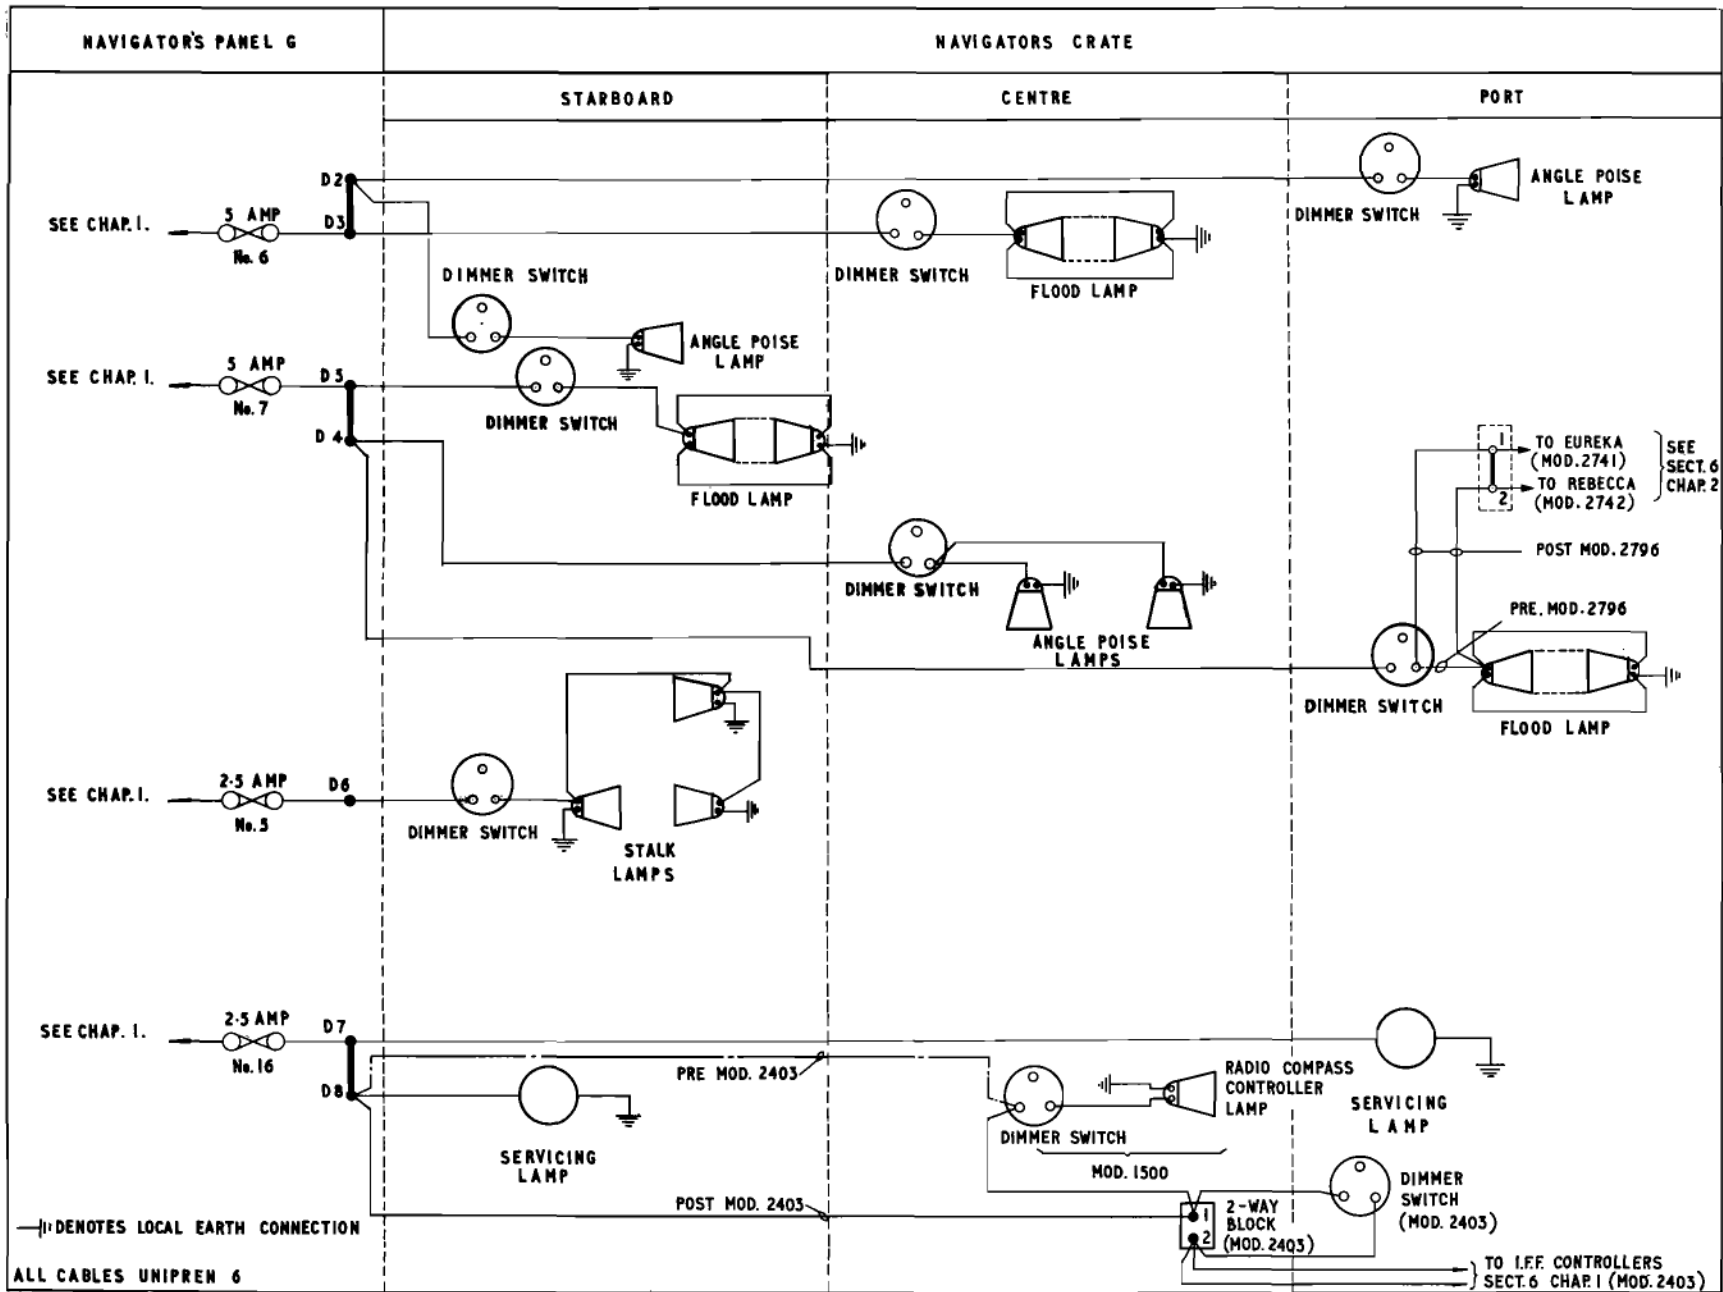 NAVIGATOR'S PANEL G
NAVIGATORS CRATE
STARBOARD
CENTRE
PORT
D2
SEE CHAP. I.
5 AMP
No. 6
D3
DIMMER SWITCH
DIMMER SWITCH
FLOOD LAMP
DIMMER SWITCH
ANGLE POISE
LAMP
ANGLE POISE
LAMP
SEE CHAP. I.
5 AMP
No. 7
D5
D4
DIMMER SWITCH
FLOOD LAMP
1
2
TO EUREKA
(MOD.2741)
TO REBECCA
(MOD.2742)
SEE
SECT.6
CHAP.2
POST MOD.2796
PRE. MOD.2796
DIMMER SWITCH
ANGLE POISE
LAMPS
DIMMER SWITCH
FLOOD LAMP
SEE CHAP. I.
2·5 AMP
No. 5
D6
DIMMER SWITCH
STALK
LAMPS
SEE CHAP. I.
2·5 AMP
No. 16
D7
D8
PRE MOD. 2403
SERVICING
LAMP
RADIO COMPASS
CONTROLLER
LAMP
DIMMER SWITCH
MOD. 1500
SERVICING
LAMP
POST MOD. 2403
1
2
2-WAY
BLOCK
(MOD. 2403)
DIMMER
SWITCH
(MOD. 2403)
DENOTES LOCAL EARTH CONNECTION
ALL CABLES UNIPREN 6
TO I.F.F. CONTROLLERS
SECT.6 CHAP. I (MOD.2403)